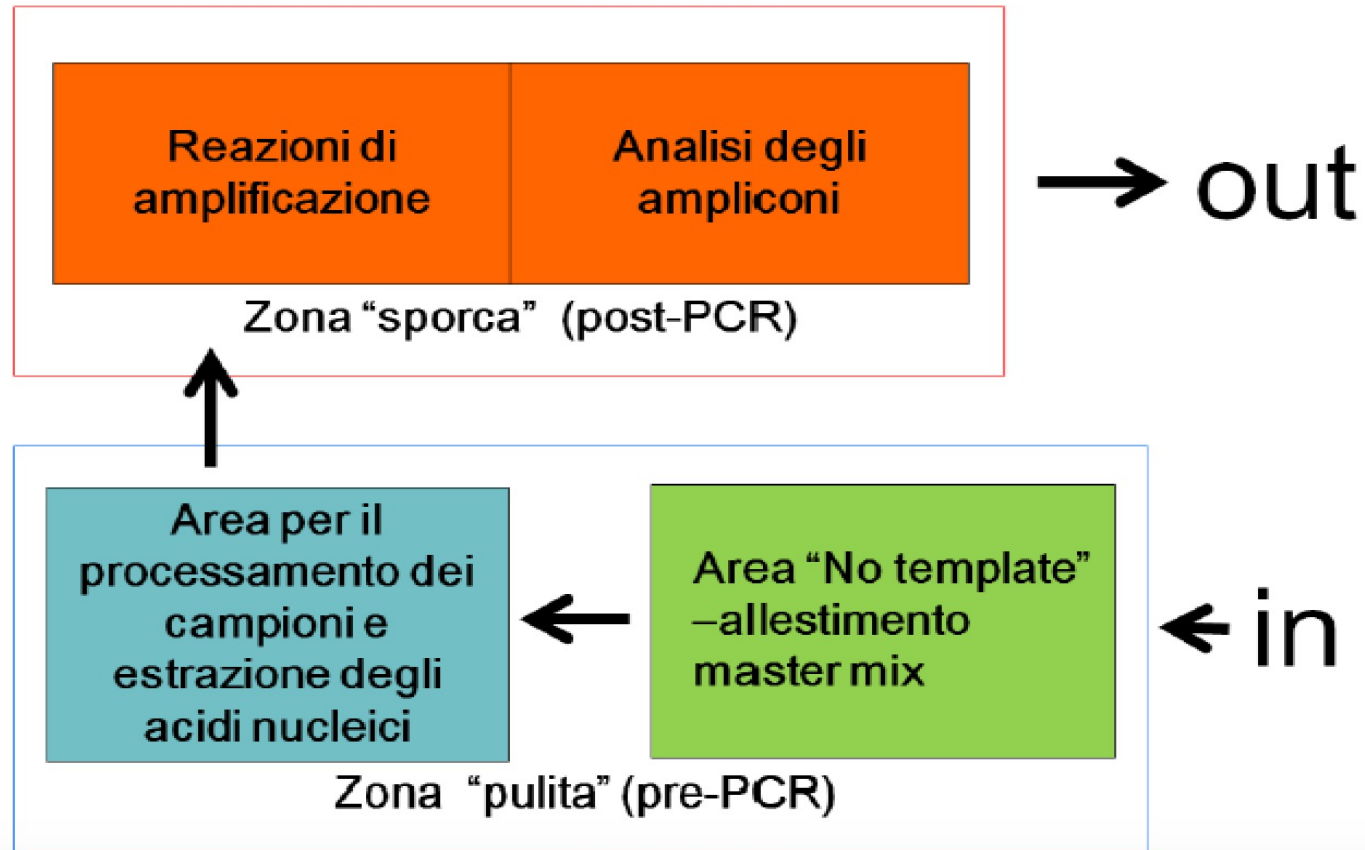 Reazioni di
amplificazione
Analisi degli
ampliconi
out
Zona “sporca” (post-PCR)
Area per il
processamento dei
campioni e
estrazione degli
acidi nucleici
Area “No template”
–allestimento
master mix
in
Zona “pulita” (pre-PCR)